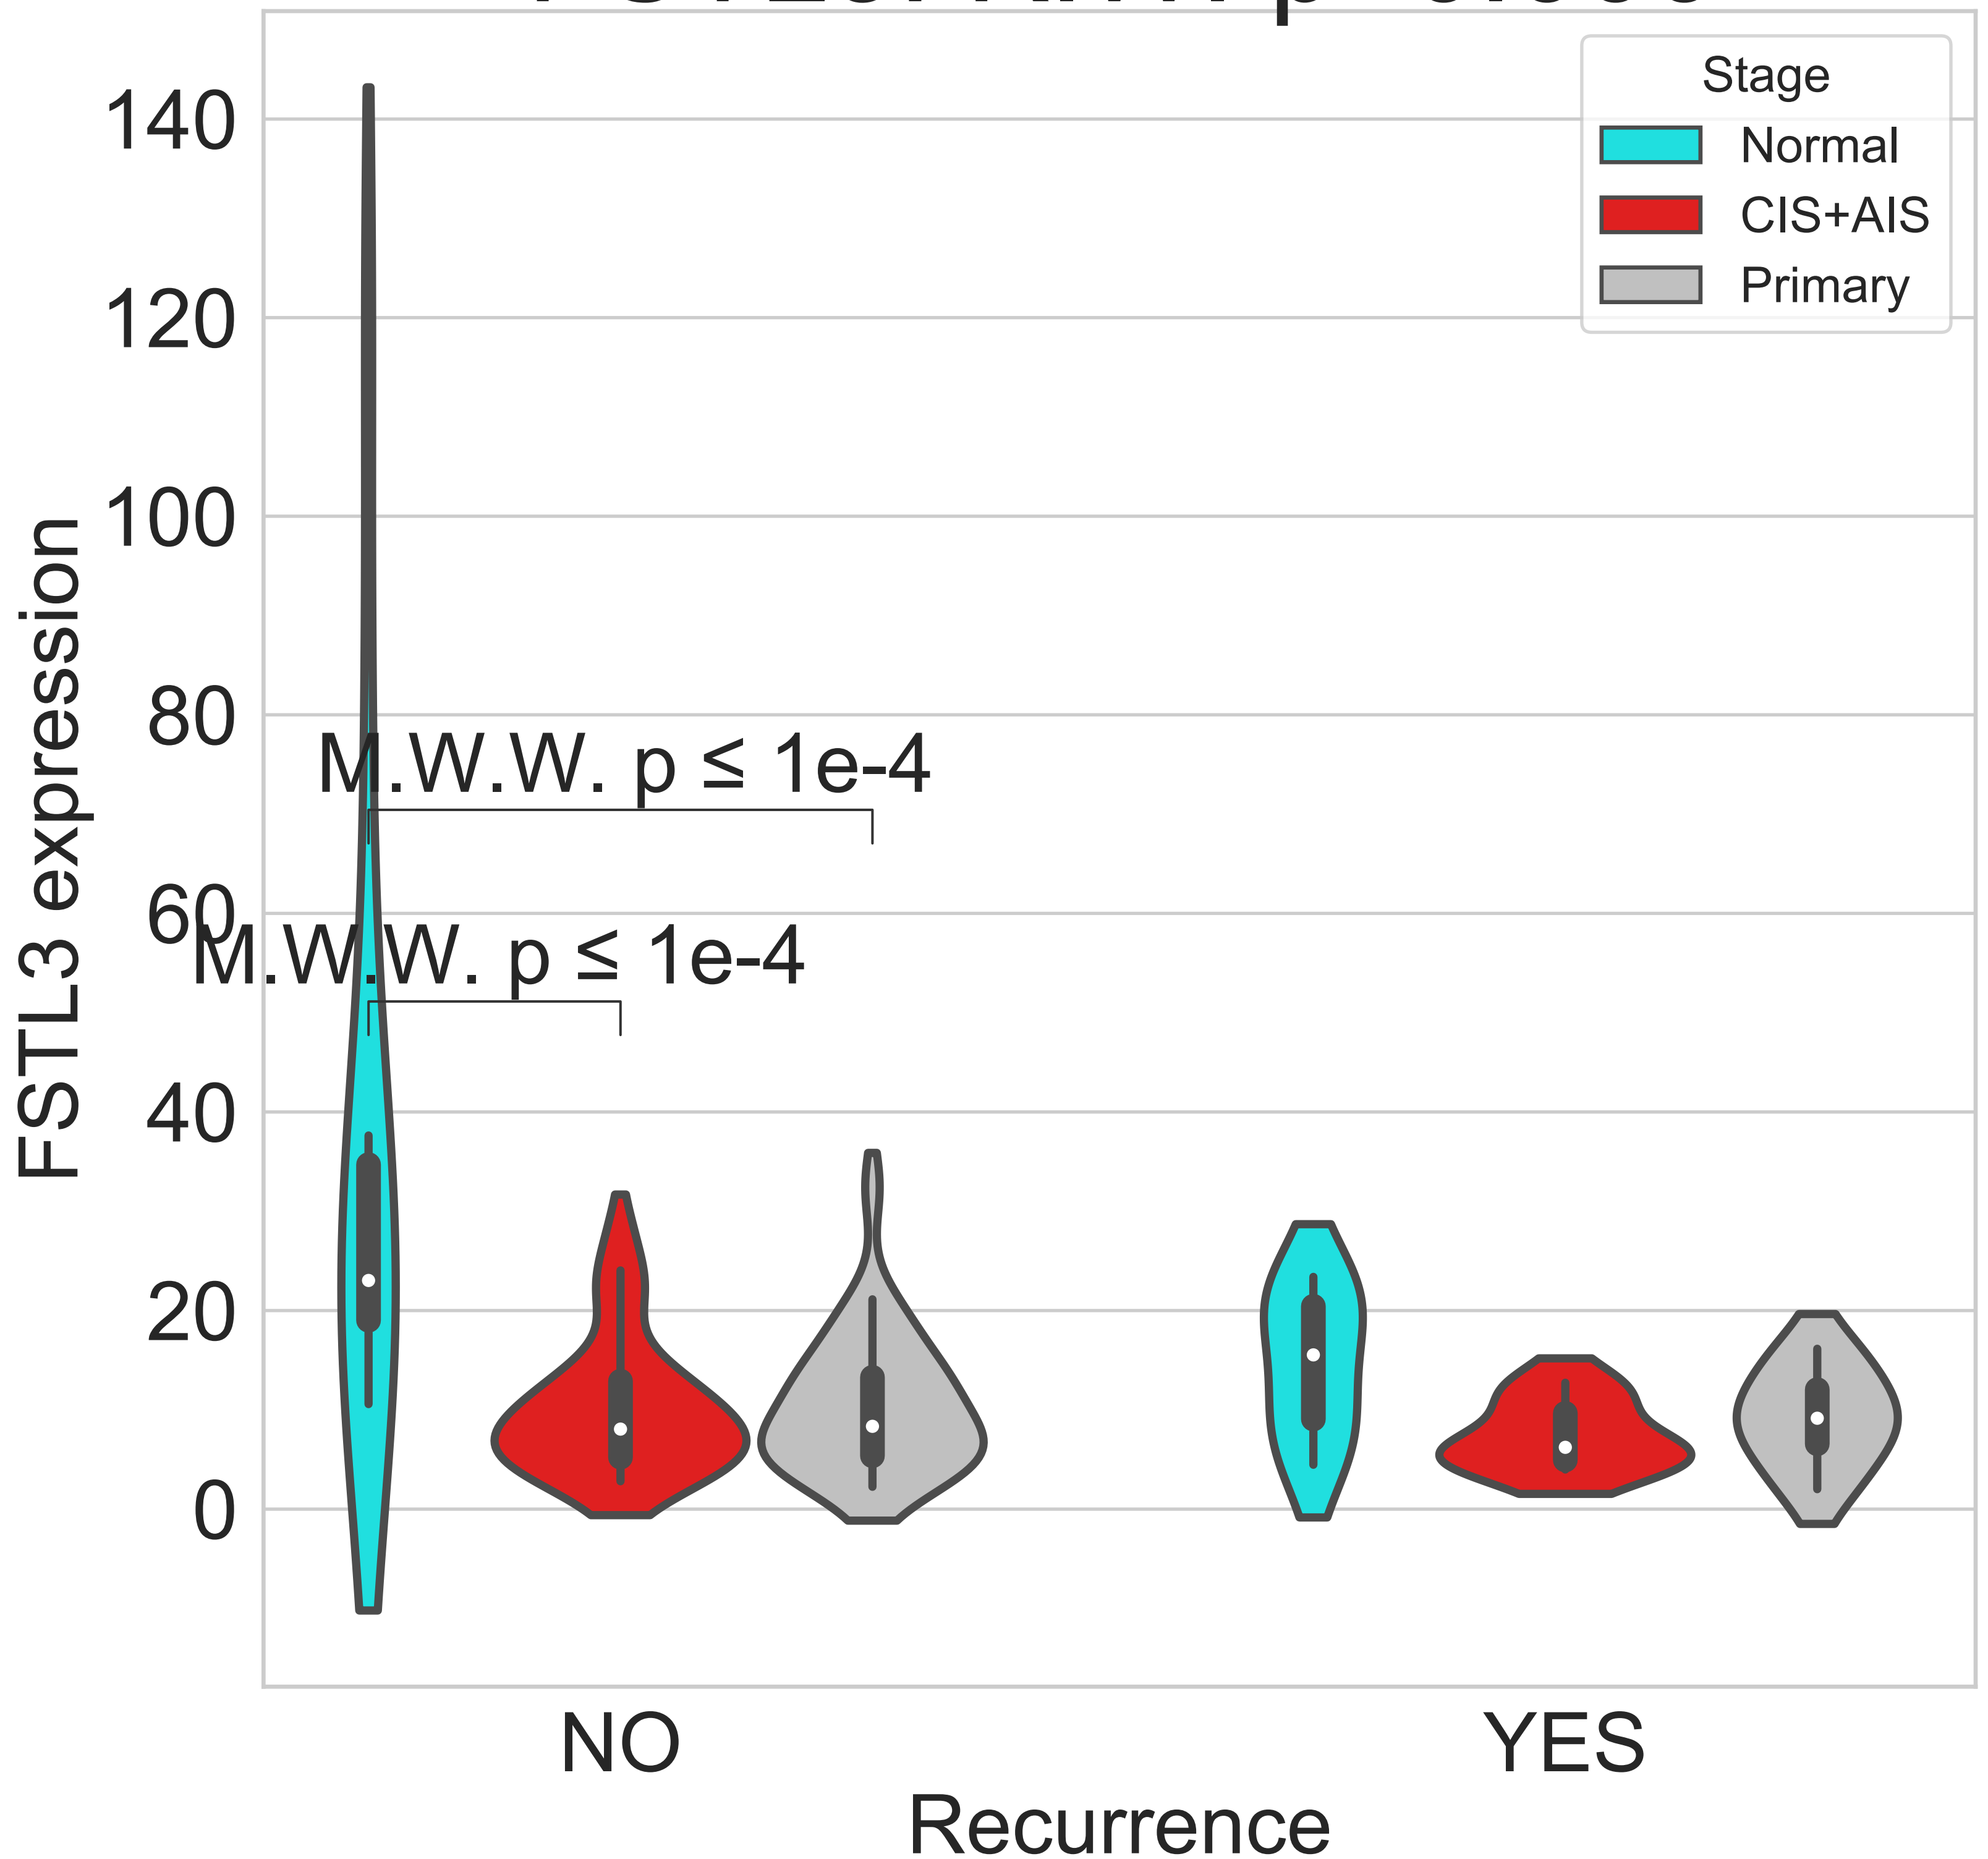 Stage
Normal
CIS+AIS
Primary
140
120
100
80
60
40
20
0
FSTL3 expression
M.W.W. p ≤ 1e-4
M.W.W. p ≤ 1e-4
NO
YES
Recurrence